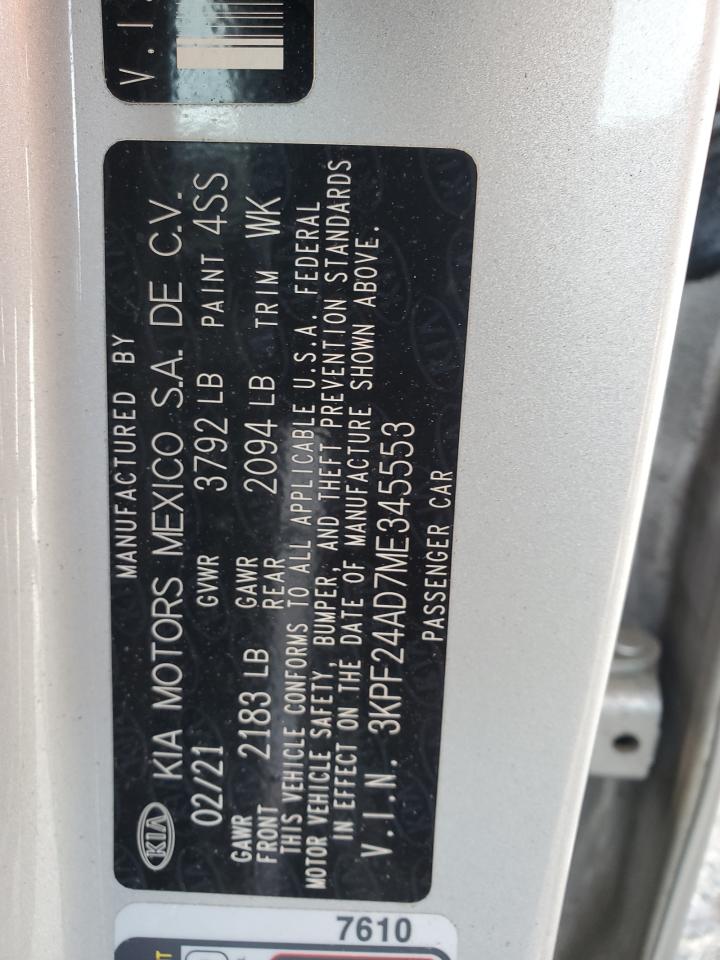 V.I.
MANUFACTURED BY
KIA KIA MOTORS MEXICO S.A. DE C.V.
02/21 GVWR 3792 LB PAINT 4SS
GAWR FRONT 2183 LB GAWR REAR 2094 LB TRIM WK
THIS VEHICLE CONFORMS TO ALL APPLICABLE U.S.A. FEDERAL
MOTOR VEHICLE SAFETY, BUMPER, AND THEFT PREVENTION STANDARDS
IN EFFECT ON THE DATE OF MANUFACTURE SHOWN ABOVE.
V.I.N. 3KPF24AD7ME345553
PASSENGER CAR
7610